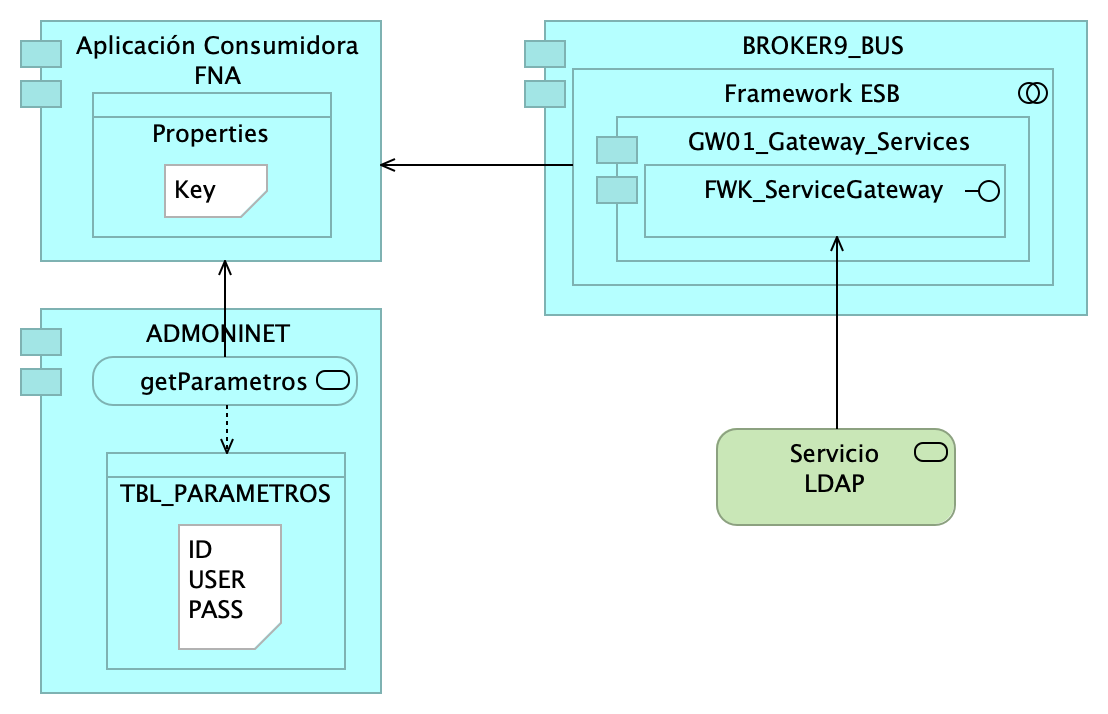 Aplicación Consumidora
FNA
Properties
Key
BROKER9_BUS
Framework ESB
GW01_Gateway_Services
FWK_ServiceGateway
ADMONINET
getParametros
TBL_PARAMETROS
ID
USER
PASS
Servicio
LDAP